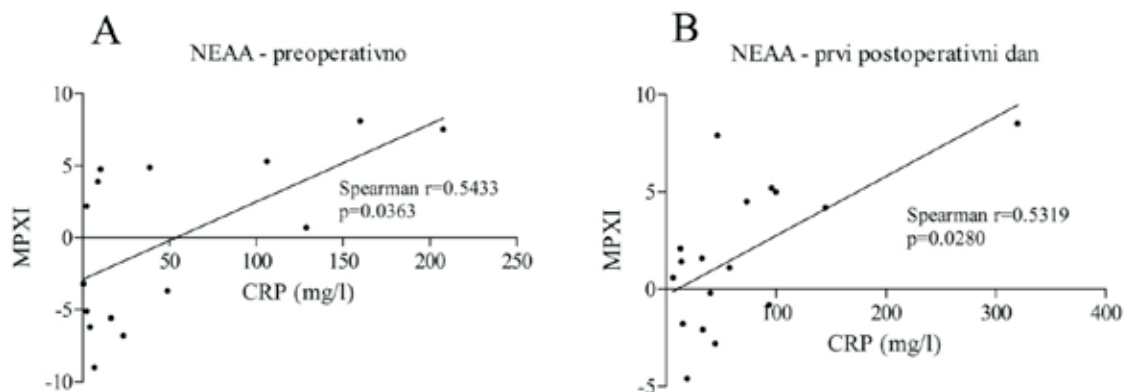 A
NEAA - preoperativno
10
5
0
-5
-10
MPXI
50
100
150
200
250
CRP (mg/l)
Spearman r=0.5433
p=0.0363
B
NEAA - prvi postoperativni dan
10
5
0
-5
MPXI
100
200
300
400
CRP (mg/l)
Spearman r=0.5319
p=0.0280